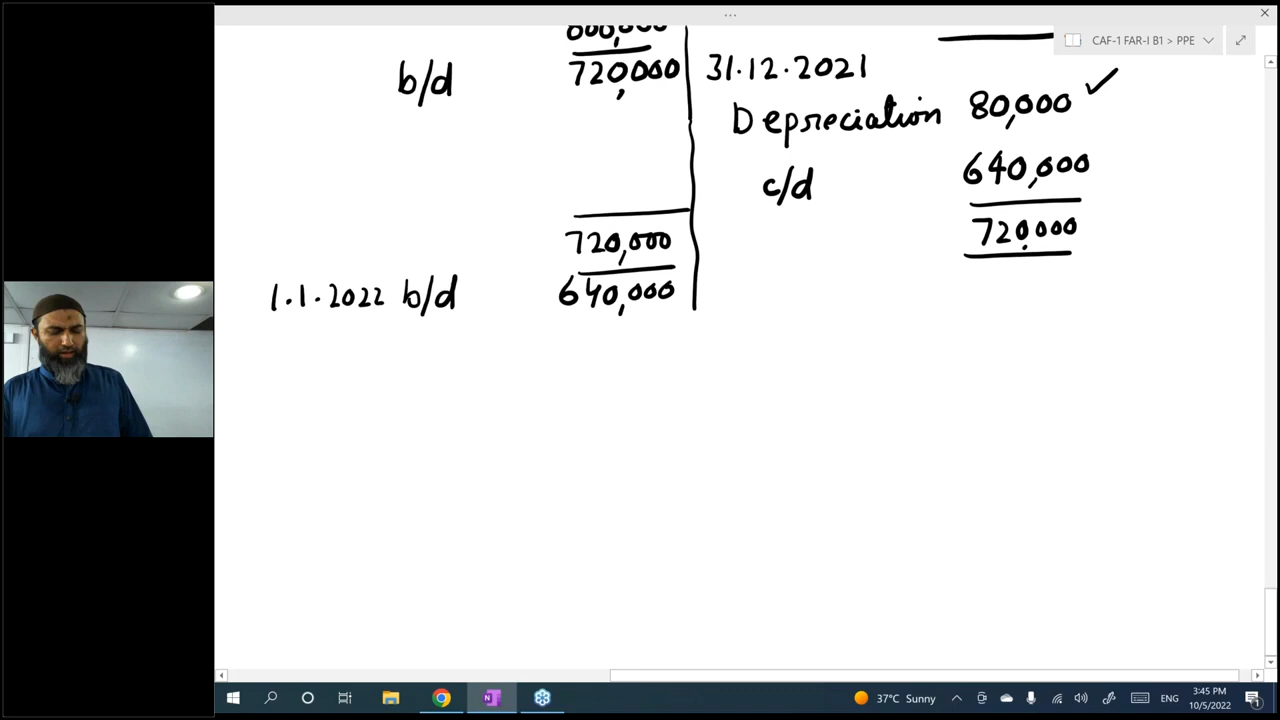 CAF-1 FAR-I B1 > PPE
b/d 720,000 31.12.2021
Depreciation 80,000 ✓
c/d 640,000
720,000 720,000
1.1.2022 b/d 640,000
37°C Sunny
ENG
3:45 PM
10/5/2022